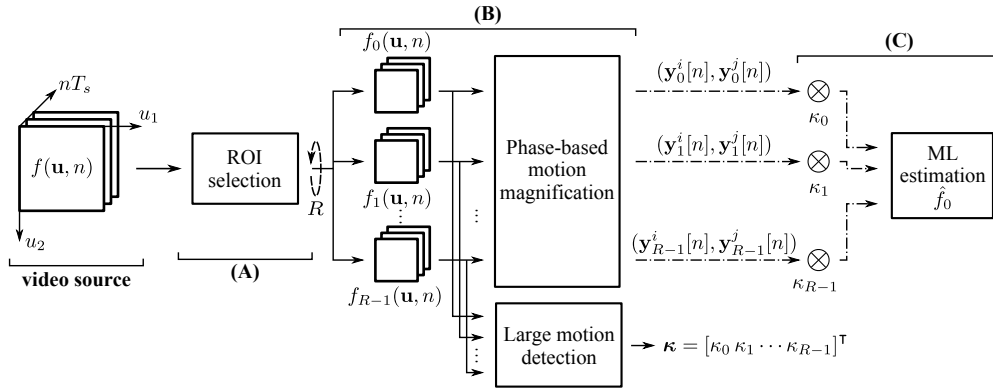 (B)
(C)
(A)
video source
nT_s
u_1
f(u, n)
u_2
ROI
selection
R
f_0(u, n)
f_1(u, n)
f_{R−1}(u, n)
Phase-based
motion
magnification
Large motion
detection
(y_0^i[n], y_0^j[n])
(y_1^i[n], y_1^j[n])
(y_{R−1}^i[n], y_{R−1}^j[n])
κ_0
κ_1
κ_{R−1}
κ = [κ_0 κ_1 ⋯ κ_{R−1}]^T
ML
estimation
f̂_0